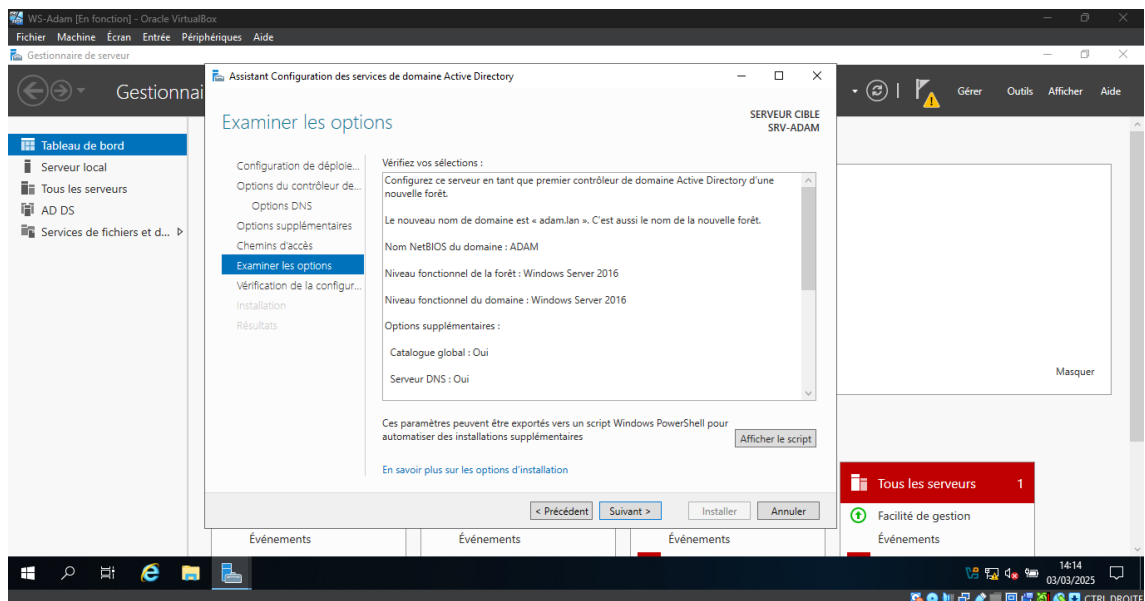 WS-Adam [En fonction] - Oracle VirtualBox
Fichier Machine Écran Entrée Périphériques Aide
Gestionnaire de serveur
Gestionnai
Gérer Outils Afficher Aide
Assistant Configuration des services de domaine Active Directory
Examiner les options
SERVEUR CIBLE
SRV-ADAM
Tableau de bord
Serveur local
Tous les serveurs
AD DS
Services de fichiers et d...
Configuration de déploie...
Options du contrôleur de...
Options DNS
Options supplémentaires
Chemins d'accès
Examiner les options
Vérification de la configur...
Installation
Résultats
Vérifiez vos sélections :
Configurez ce serveur en tant que premier contrôleur de domaine Active Directory d'une
nouvelle forêt.
Le nouveau nom de domaine est « adam.lan ». C'est aussi le nom de la nouvelle forêt.
Nom NetBIOS du domaine : ADAM
Niveau fonctionnel de la forêt : Windows Server 2016
Niveau fonctionnel du domaine : Windows Server 2016
Options supplémentaires :
Catalogue global : Oui
Serveur DNS : Oui
Ces paramètres peuvent être exportés vers un script Windows PowerShell pour
automatiser des installations supplémentaires
Afficher le script
En savoir plus sur les options d'installation
< Précédent Suivant > Installer Annuler
Masquer
Tous les serveurs 1
Facilité de gestion
Événements
Événements Événements Événements
14:14
03/03/2025
CTRL DROITE